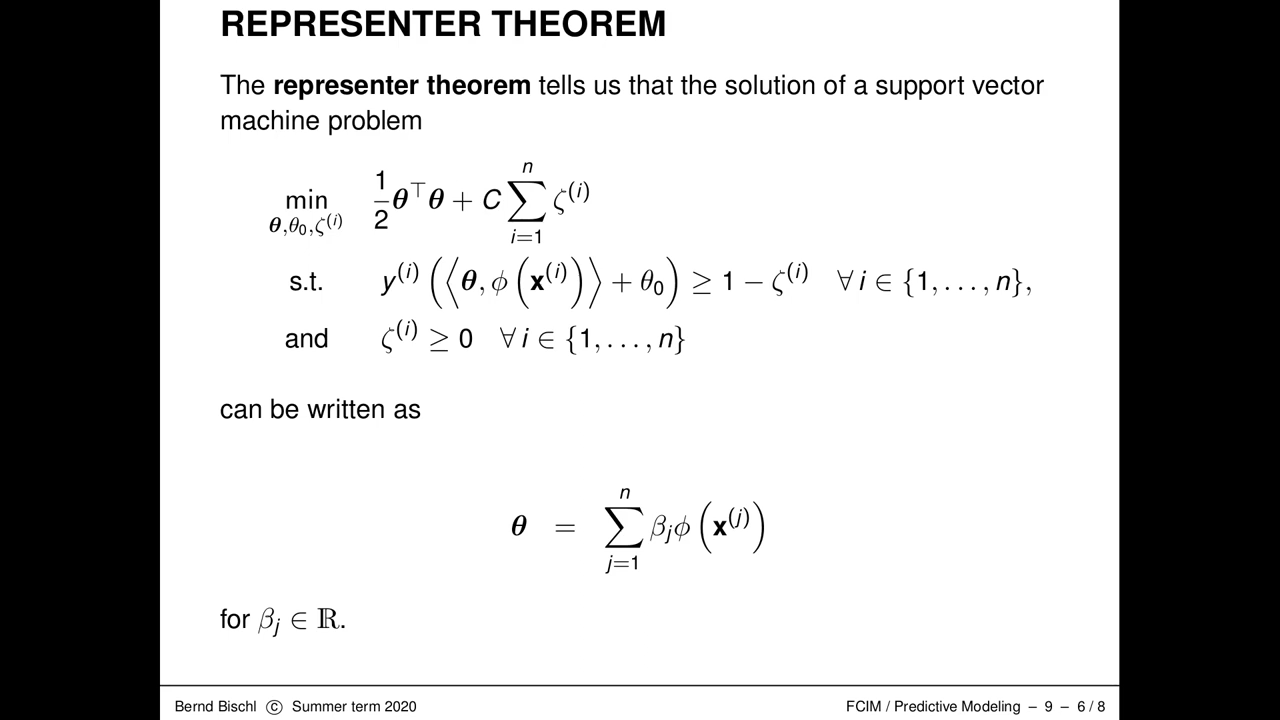 REPRESENTER THEOREM
The representer theorem tells us that the solution of a support vector
machine problem
min_{θ,θ₀,ζ^{(i)}} 1/2 θ^⊤θ + C ∑_{i=1}^{n} ζ^{(i)}
s.t. y^{(i)} (⟨θ, ϕ(x^{(i)})⟩ + θ₀) ≥ 1 − ζ^{(i)} ∀ i ∈ {1, . . . , n},
and ζ^{(i)} ≥ 0 ∀ i ∈ {1, . . . , n}
can be written as
θ = ∑_{j=1}^{n} β_j ϕ(x^{(j)})
for β_j ∈ ℝ.
Bernd Bischl © Summer term 2020 FCIM / Predictive Modeling – 9 – 6 / 8